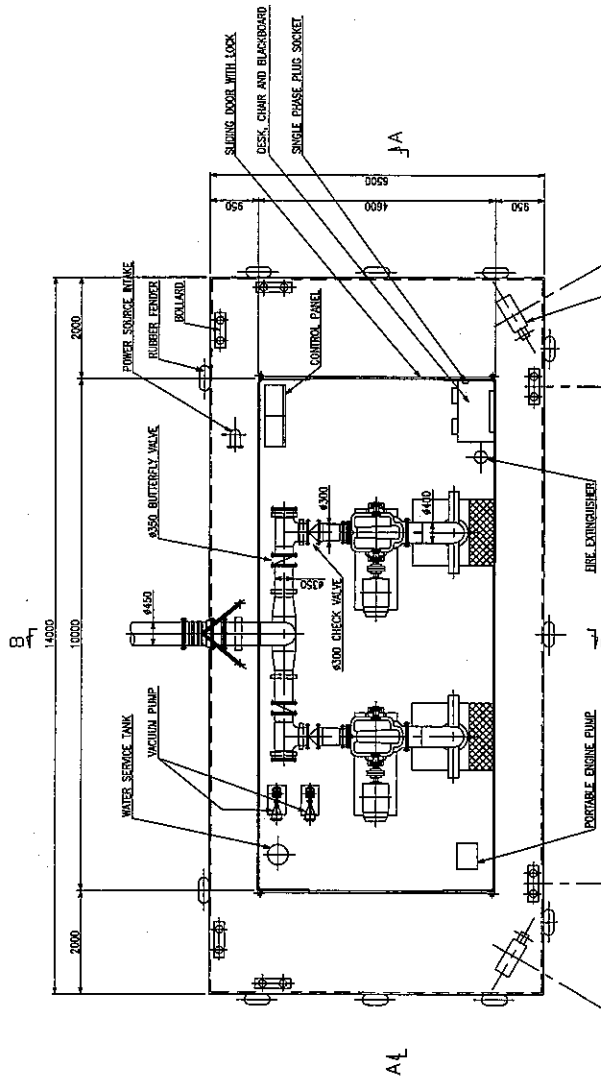 SLIDING DOOR WITH LOCK
DESK, CHAIR AND BLACKBOARD
SINGLE PHASE PLUG SOCKET
A
6500
950
4600
950
POWER SOURCE INTAKE
RUBBER FENDER
BOLLARD
CONTROL PANEL
2000
ø350 BUTTERFLY VALVE
ø300
ø400
FIRE EXTINGUISHER
B
14000
10000
ø450
ø350
ø300 CHECK VALVE
WATER SERVICE TANK
VACUUM PUMP
PORTABLE ENGINE PUMP
2000
A